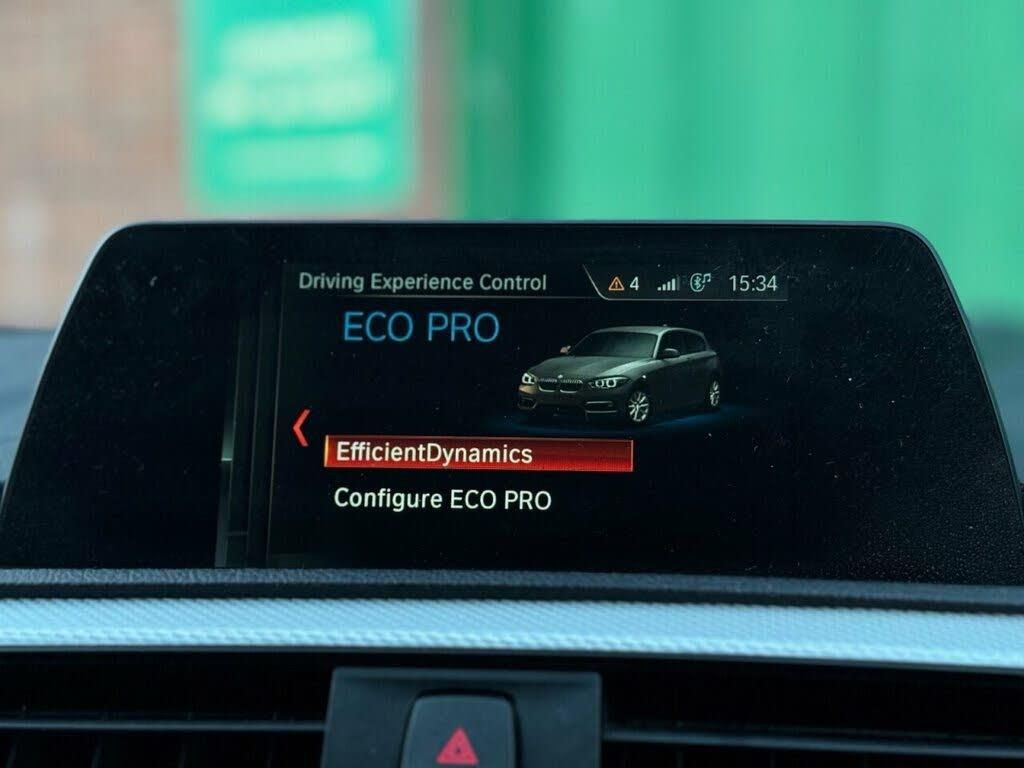 Driving Experience Control
4
15:34
ECO PRO
EfficientDynamics
Configure ECO PRO